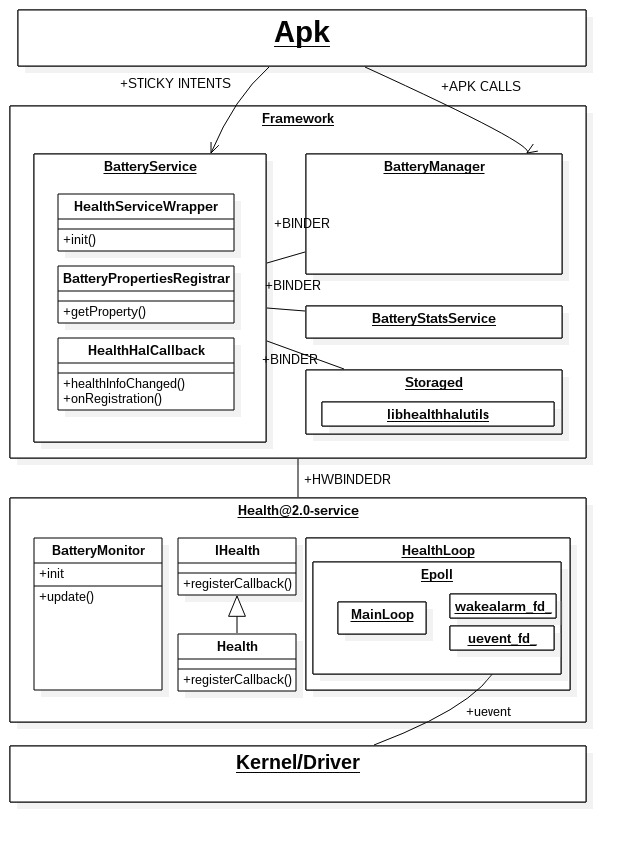 Apk
+STICKY INTENTS
+APK CALLS
Framework
BatteryService
BatteryManager
HealthServiceWrapper
+init()
+BINDER
BatteryPropertiesRegistrar
+getProperty()
+BINDER
BatteryStatsService
HealthHalCallback
+healthInfoChanged()
+onRegistration()
+BINDER
Storaged
libhealthhalutils
+HWBINDEDR
Health@2.0-service
BatteryMonitor
+init
+update()
IHealth
+registerCallback()
Health
+registerCallback()
HealthLoop
Epoll
MainLoop
wakealarm_fd_
uevent_fd_
+uevent
Kernel/Driver